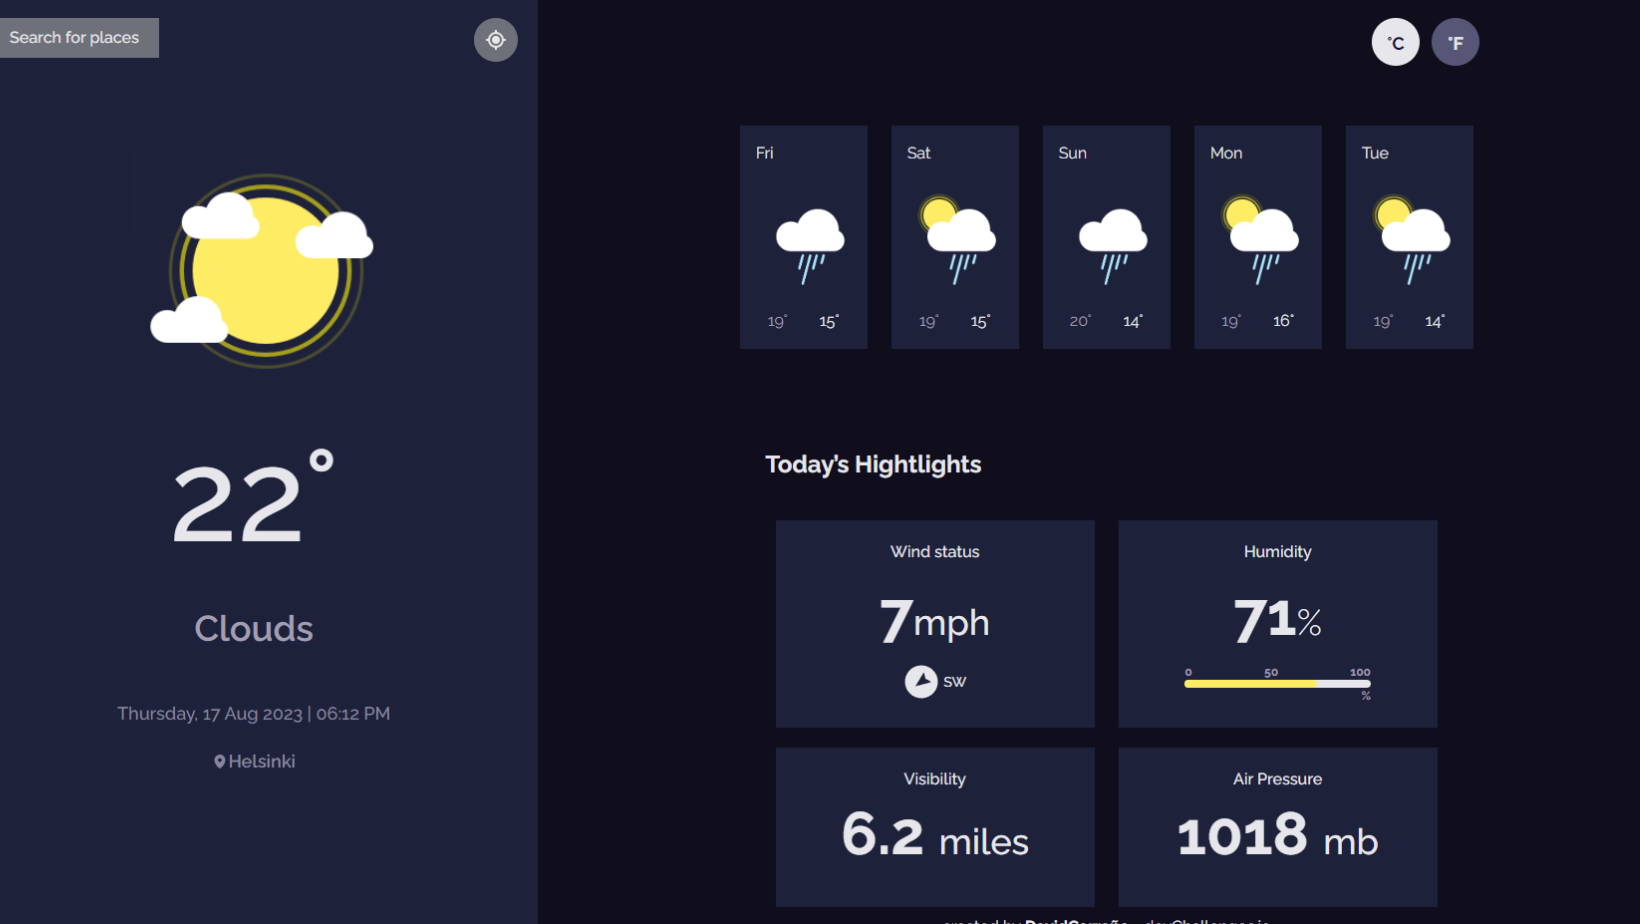 Search for places
22°
Clouds
Thursday, 17 Aug 2023 | 06:12 PM
Helsinki
°C °F
Fri Sat Sun Mon Tue
19° 15° 19° 15° 20° 14° 19° 16° 19° 14°
Today’s Hightlights
Wind status
7mph
SW
Humidity
71%
0 50 100
%
Visibility
6.2 miles
Air Pressure
1018 mb
created by